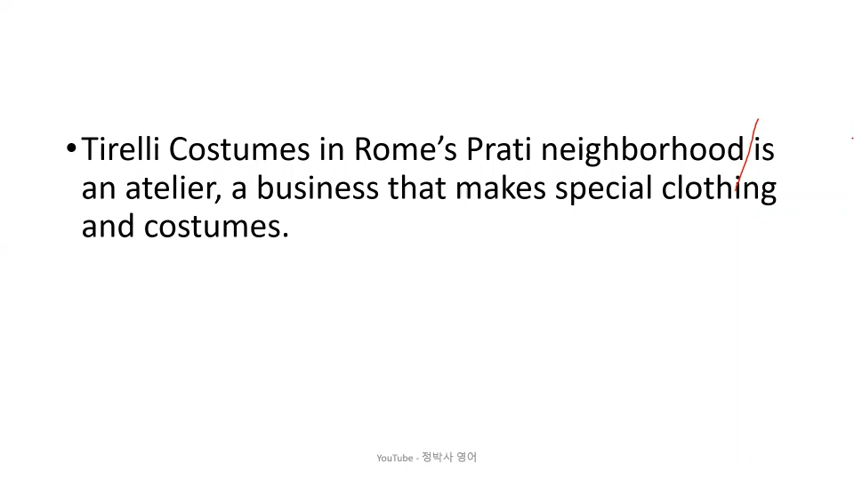 •Tirelli Costumes in Rome’s Prati neighborhood is
an atelier, a business that makes special clothing
and costumes.
YouTube - 정박사 영어